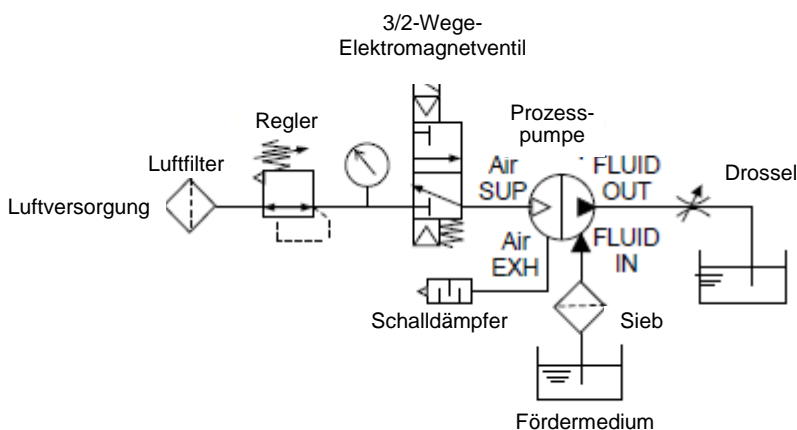 3/2-Wege-
Elektromagnetventil
Prozess-
pumpe
Regler
Luftfilter
Luftversorgung
Air
SUP
FLUID
OUT
Drossel
Air
EXH
FLUID
IN
Schalldämpfer
Sieb
Fördermedium